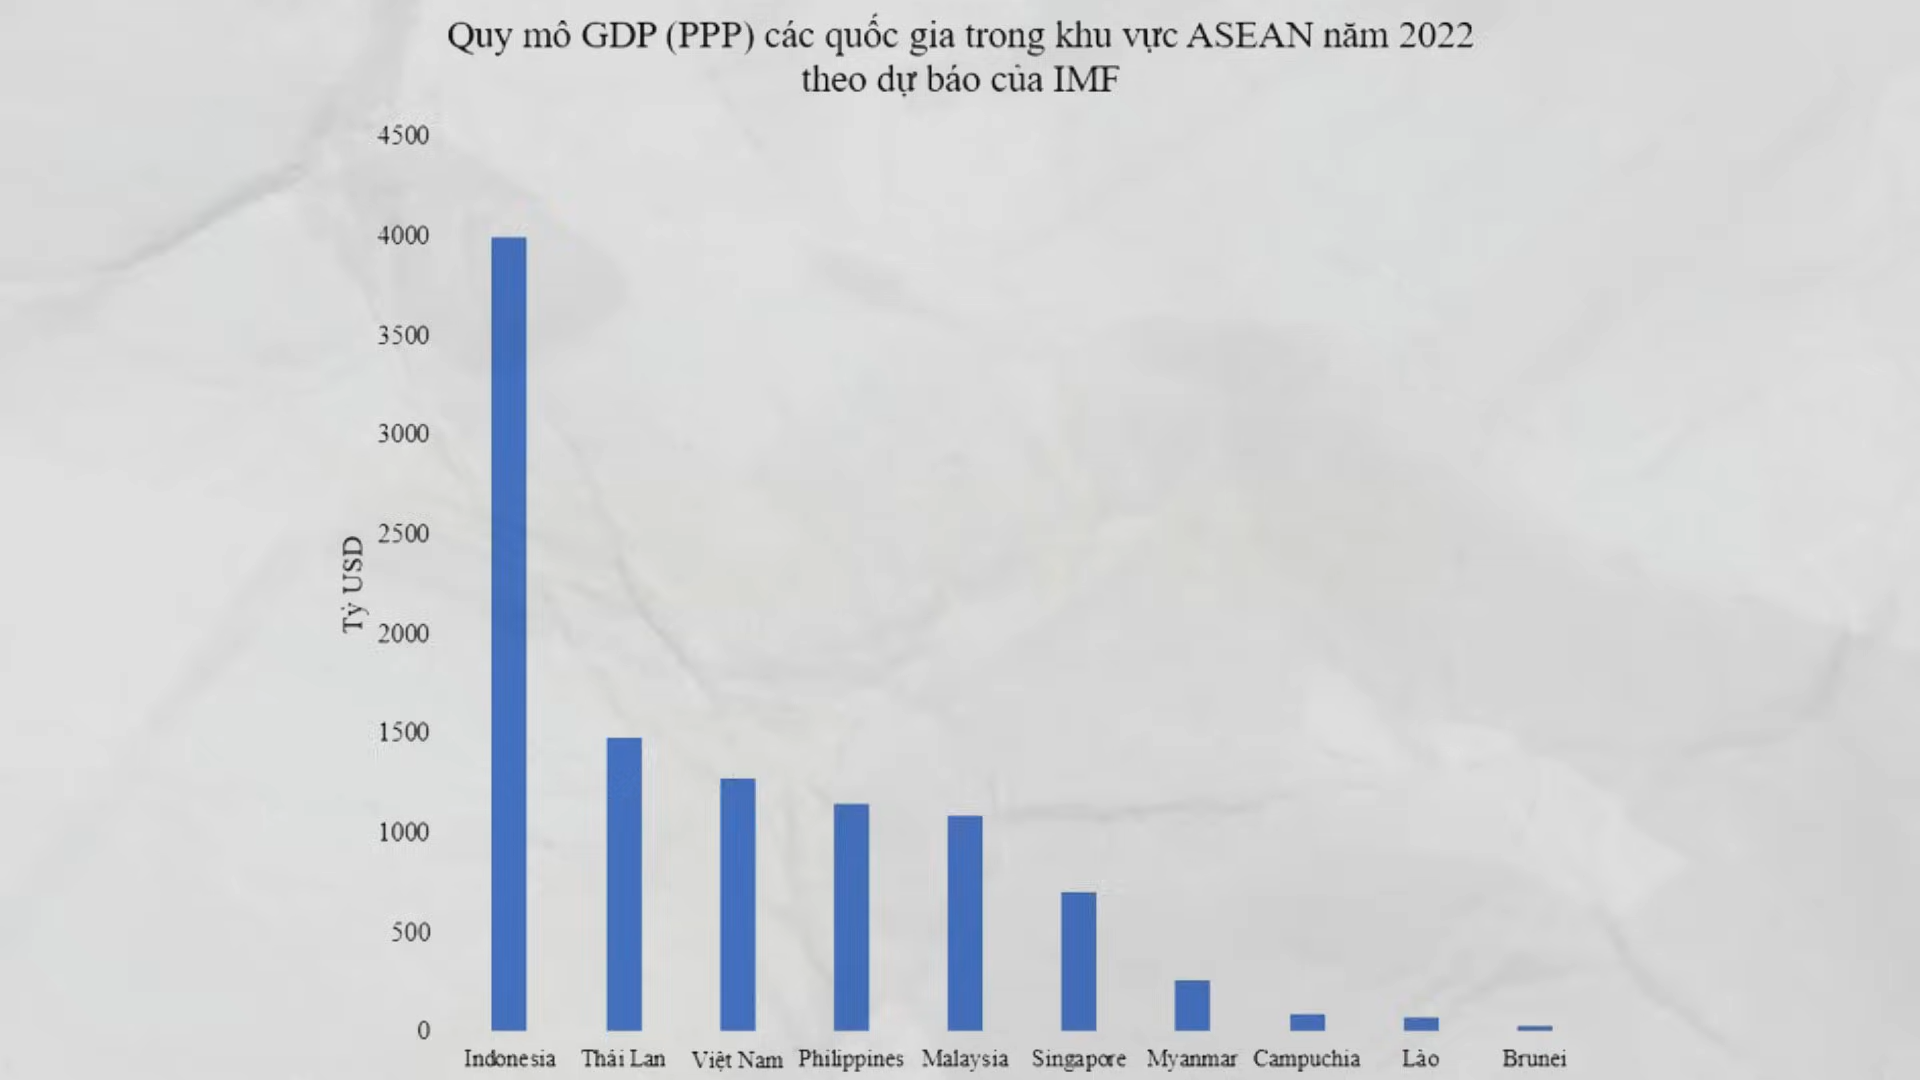 Quy mô GDP (PPP) các quốc gia trong khu vực ASEAN năm 2022
theo dự báo của IMF
4500
4000
3500
3000
2500
2000
1500
1000
500
0
Tỷ USD
Indonesia Thái Lan Việt Nam Philippines Malaysia Singapore Myanmar Campuchia Lào Brunei